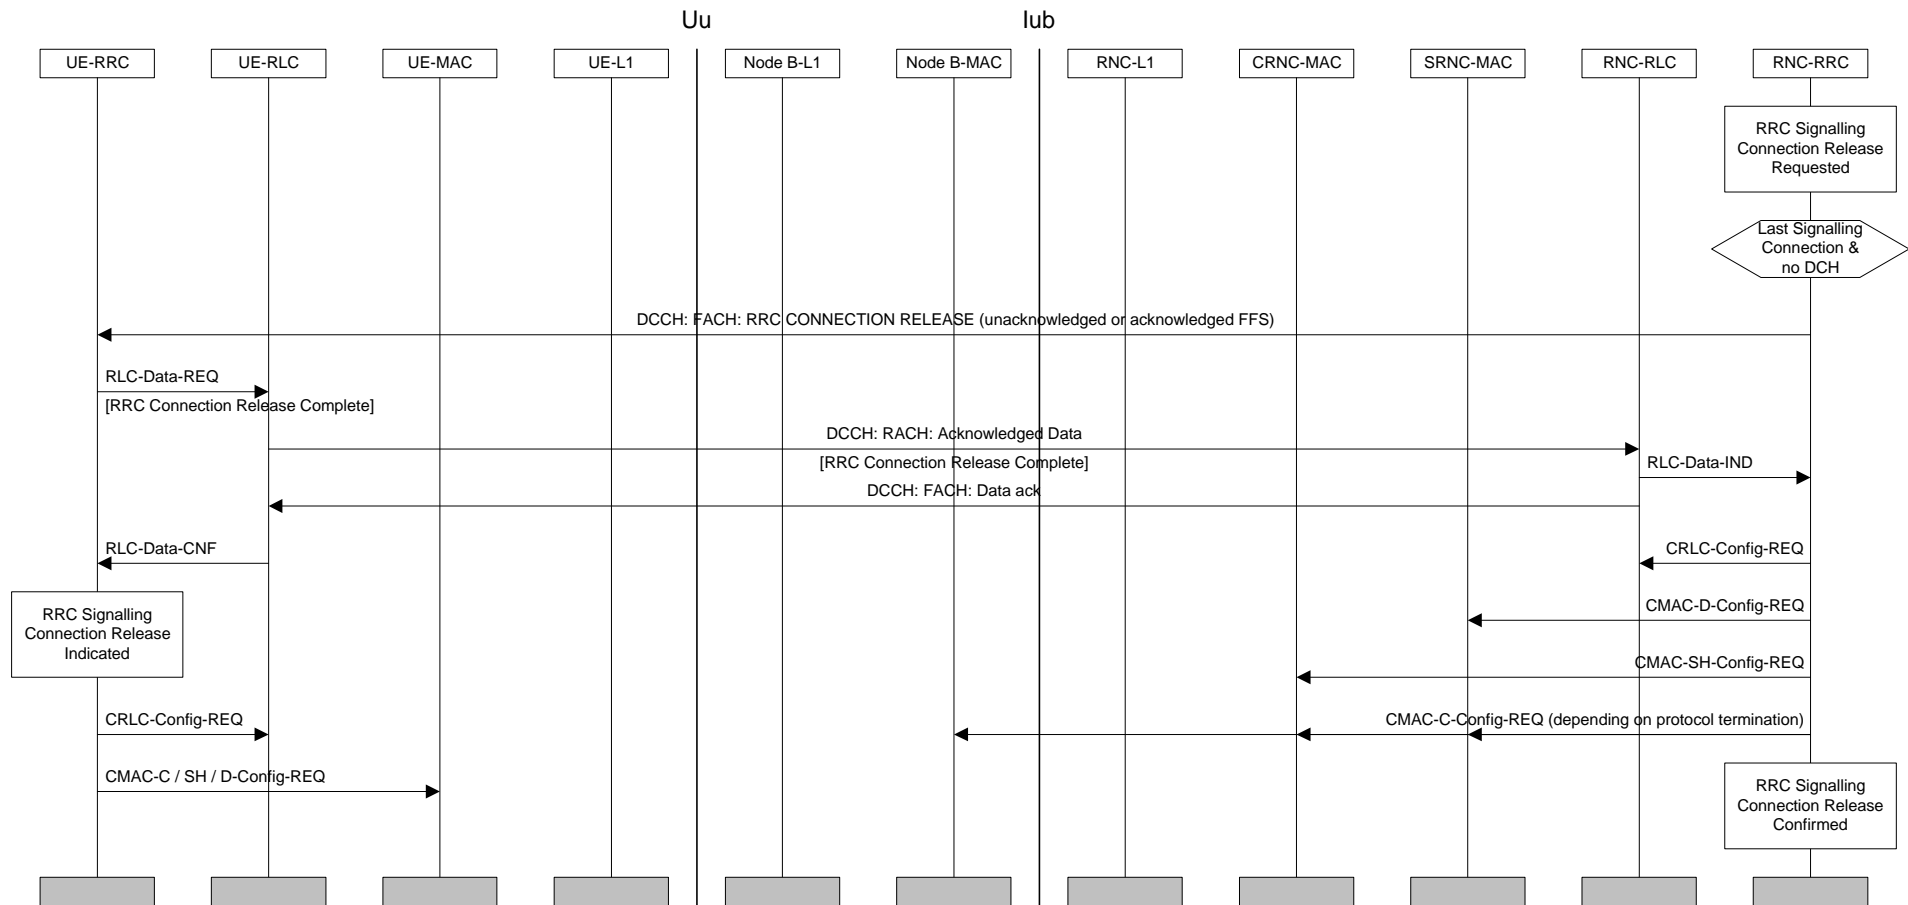 Uu
Iub
UE-RRC
UE-RLC
UE-MAC
UE-L1
Node B-L1
Node B-MAC
RNC-L1
CRNC-MAC
SRNC-MAC
RNC-RLC
RNC-RRC
RRC Signalling
Connection Release
Requested
Last Signalling
Connection &
no DCH
DCCH: FACH: RRC CONNECTION RELEASE (unacknowledged or acknowledged FFS)
RLC-Data-REQ
[RRC Connection Release Complete]
DCCH: RACH: Acknowledged Data
[RRC Connection Release Complete]
RLC-Data-IND
DCCH: FACH: Data ack
RLC-Data-CNF
CRLC-Config-REQ
RRC Signalling
Connection Release
Indicated
CMAC-D-Config-REQ
CMAC-SH-Config-REQ
CRLC-Config-REQ
CMAC-C-Config-REQ (depending on protocol termination)
CMAC-C / SH / D-Config-REQ
RRC Signalling
Connection Release
Confirmed